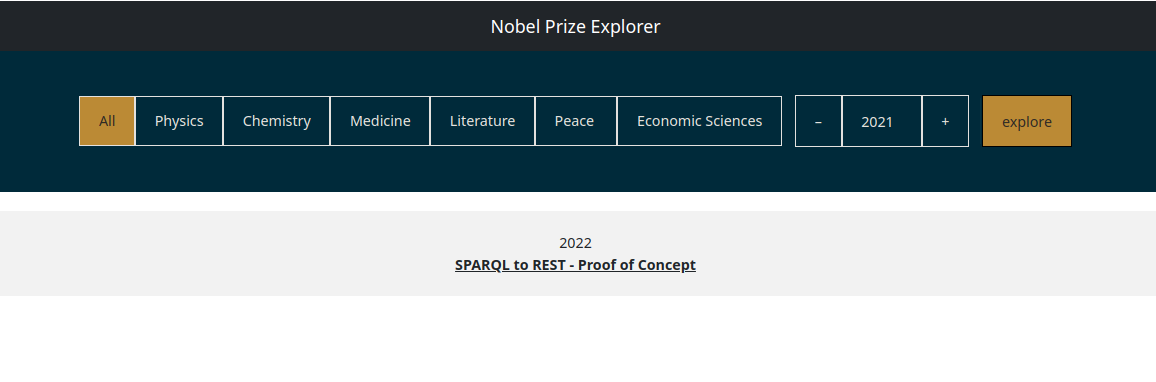 Nobel Prize Explorer
All Physics Chemistry Medicine Literature Peace Economic Sciences – 2021 + explore
2022
SPARQL to REST - Proof of Concept